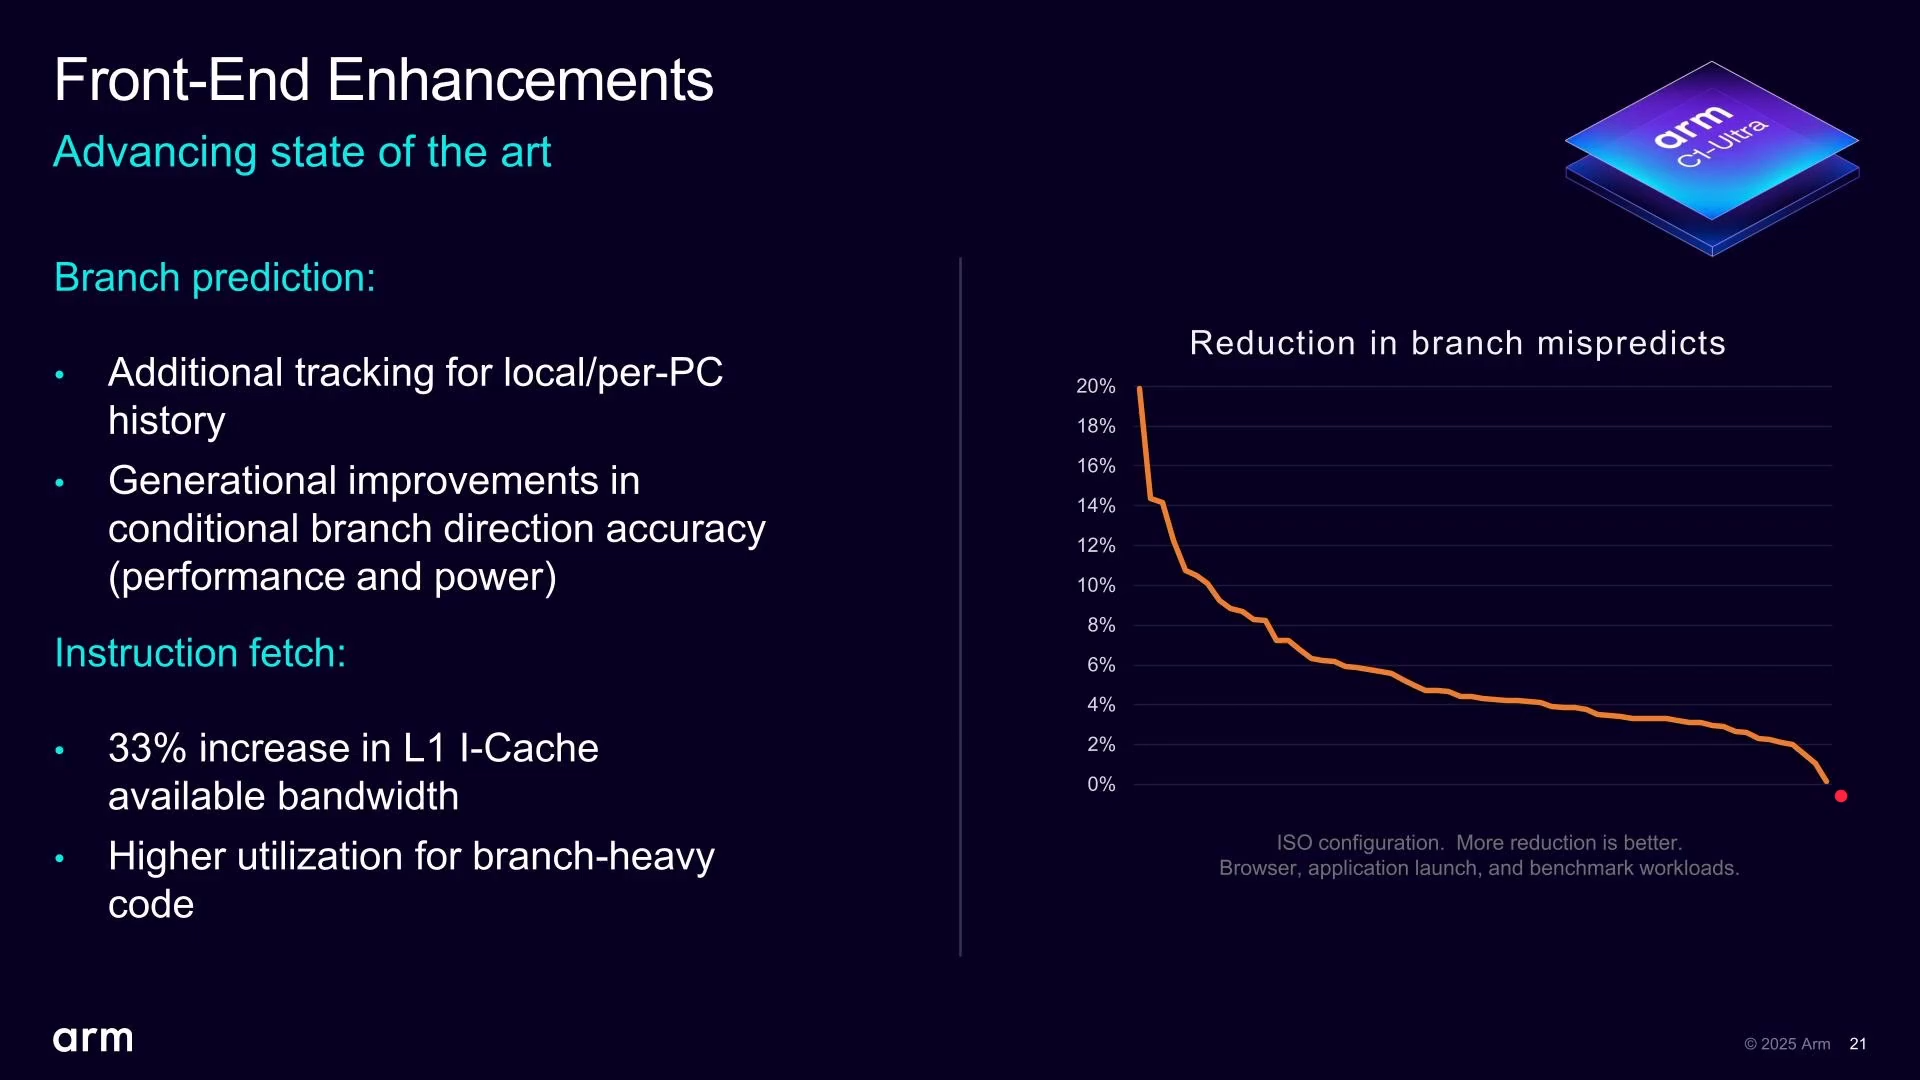 Front-End Enhancements
Advancing state of the art
arm
C1-Ultra
Branch prediction:
• Additional tracking for local/per-PC
history
• Generational improvements in
conditional branch direction accuracy
(performance and power)
Instruction fetch:
• 33% increase in L1 I-Cache
available bandwidth
• Higher utilization for branch-heavy
code
Reduction in branch mispredicts
20%
18%
16%
14%
12%
10%
8%
6%
4%
2%
0%
ISO configuration.  More reduction is better.
Browser, application launch, and benchmark workloads.
arm
© 2025 Arm 21